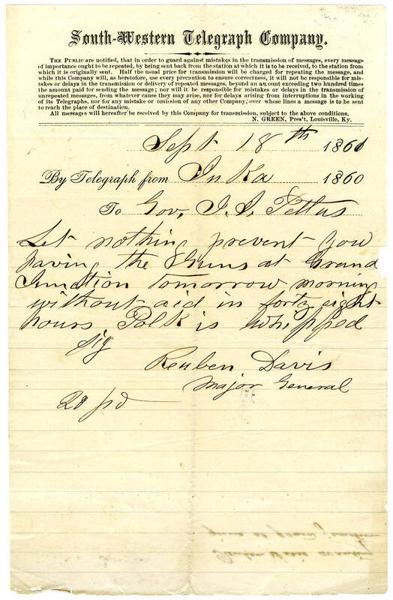 South-Western Telegraph Company.
THE PUBLIC are notified, that in order to guard against mistakes in the transmission of messages, every message
of importance ought to be repeated, by being sent back from the station at which it is to be received, to the station from
which it is originally sent. Half the usual price for transmission will be charged for repeating the message, and
while this Company will, as heretofore, use every precaution to ensure correctness, it will not be responsible for mis-
takes or delays in the transmission or delivery of repeated messages, beyond an amount exceeding two hundred times
the amount paid for sending the message; nor will it be responsible for mistakes or delays in the transmission of
unrepeated messages, from whatever cause they may arise, nor for delays arising from interruptions in the working
of its Telegraphs, nor for any mistake or omission of any other Company, over whose lines a message is to be sent
to reach the place of destination.
All messages will hereafter be received by this Company for transmission, subject to the above conditions.
N. GREEN, Pres't, Louisville, Ky.
Sept 18th 1861
By Telegraph from Iuka 1860
To Gov. J. J. Pettus
Let nothing prevent you
having the Guns at Grand
Junction tomorrow morning
without aid in forty eight
hours Polk is whipped
sig
Reuben Davis
Major General
20 pd